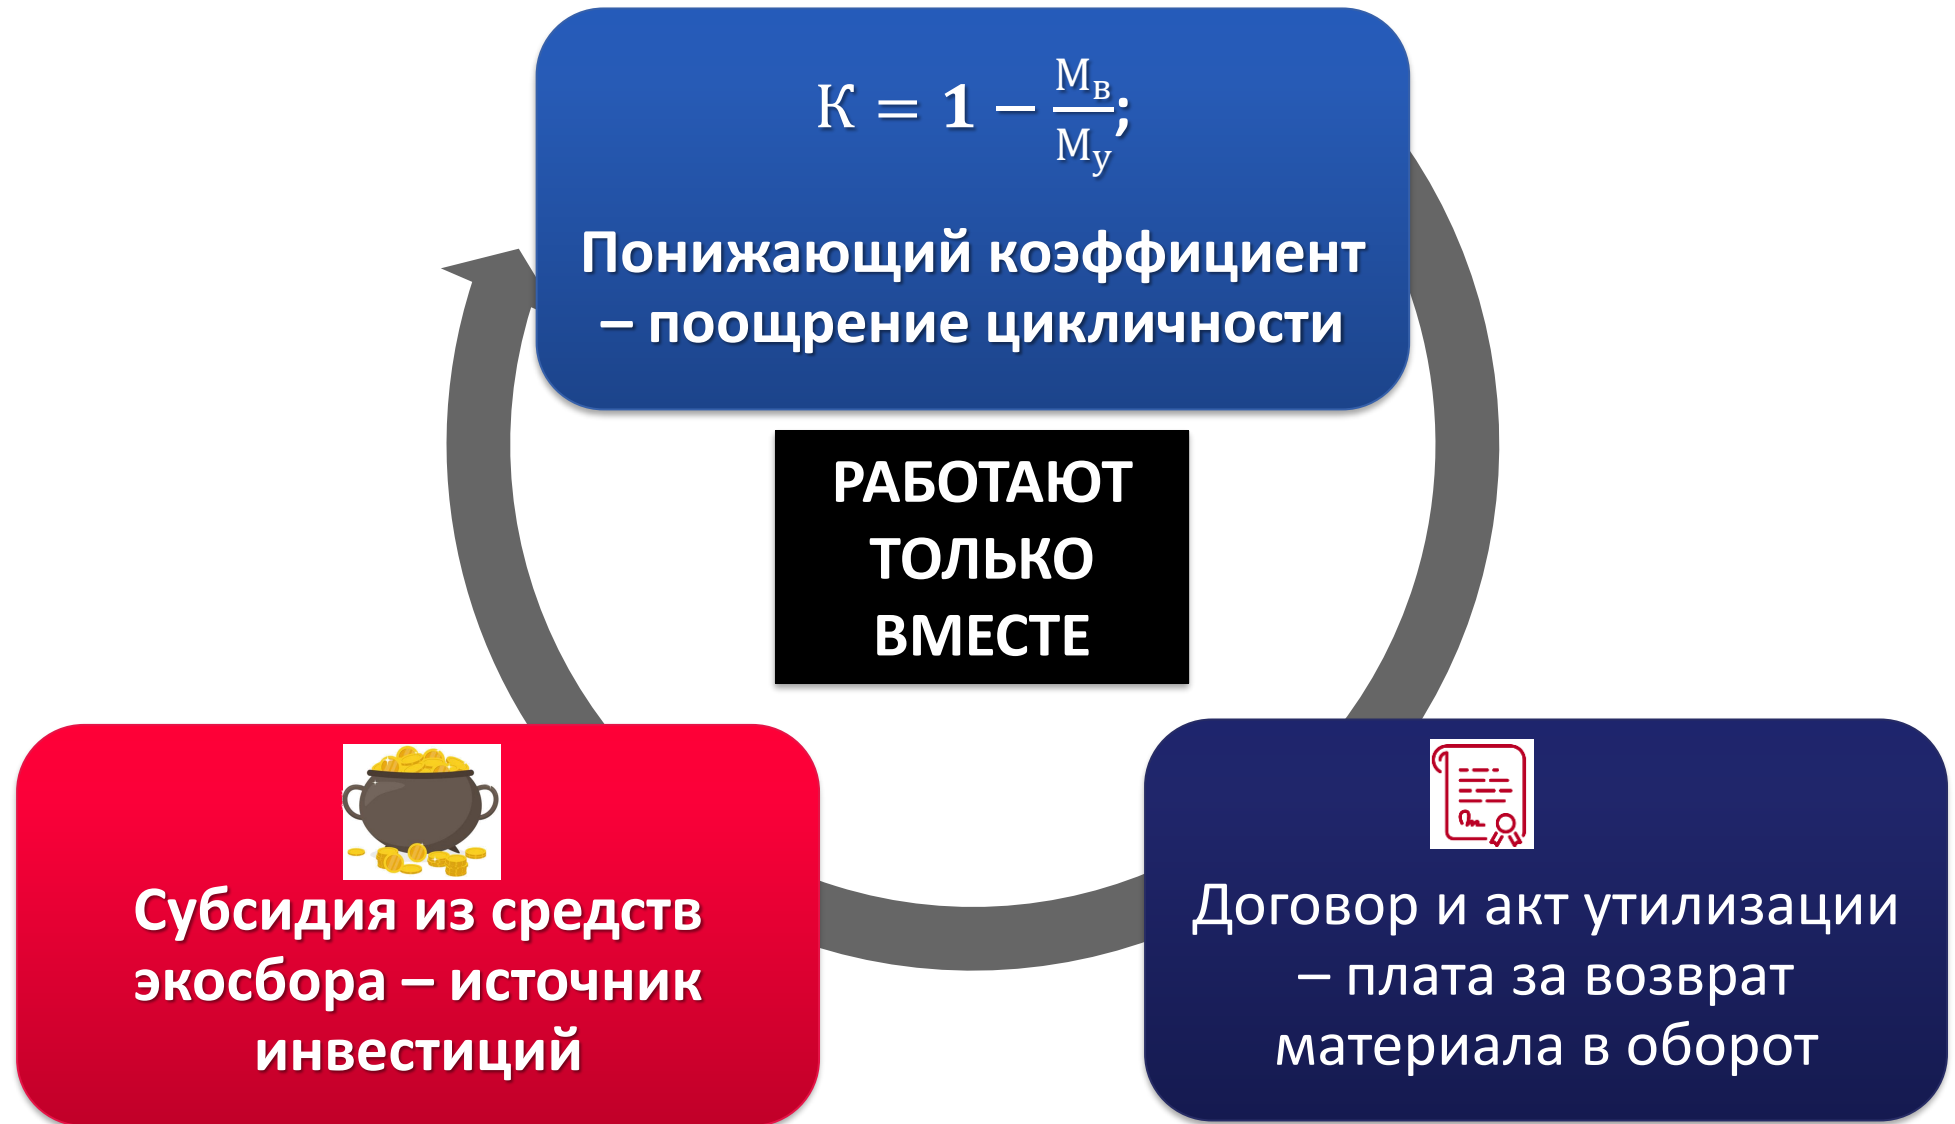 К = 1 − Мв/Му;
Понижающий коэффициент
– поощрение цикличности
РАБОТАЮТ
ТОЛЬКО
ВМЕСТЕ
Субсидия из средств
экосбора – источник
инвестиций
Договор и акт утилизации
– плата за возврат
материала в оборот